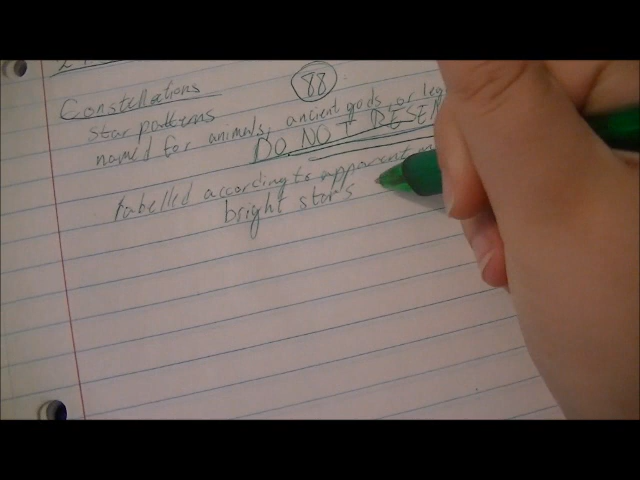 Constellations
88
star patterns
named for animals, ancient gods, or leg
DO NOT RESEM
labelled according to apparent
bright stars